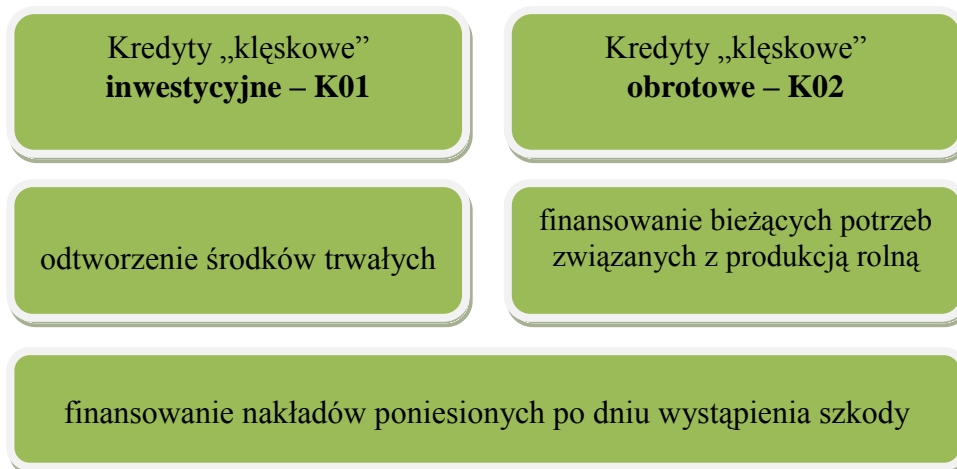 Kredyty „klęskowe”
inwestycyjne – K01
Kredyty „klęskowe”
obrotowe – K02
odtworzenie środków trwałych
finansowanie bieżących potrzeb
związanych z produkcją rolną
finansowanie nakładów poniesionych po dniu wystąpienia szkody